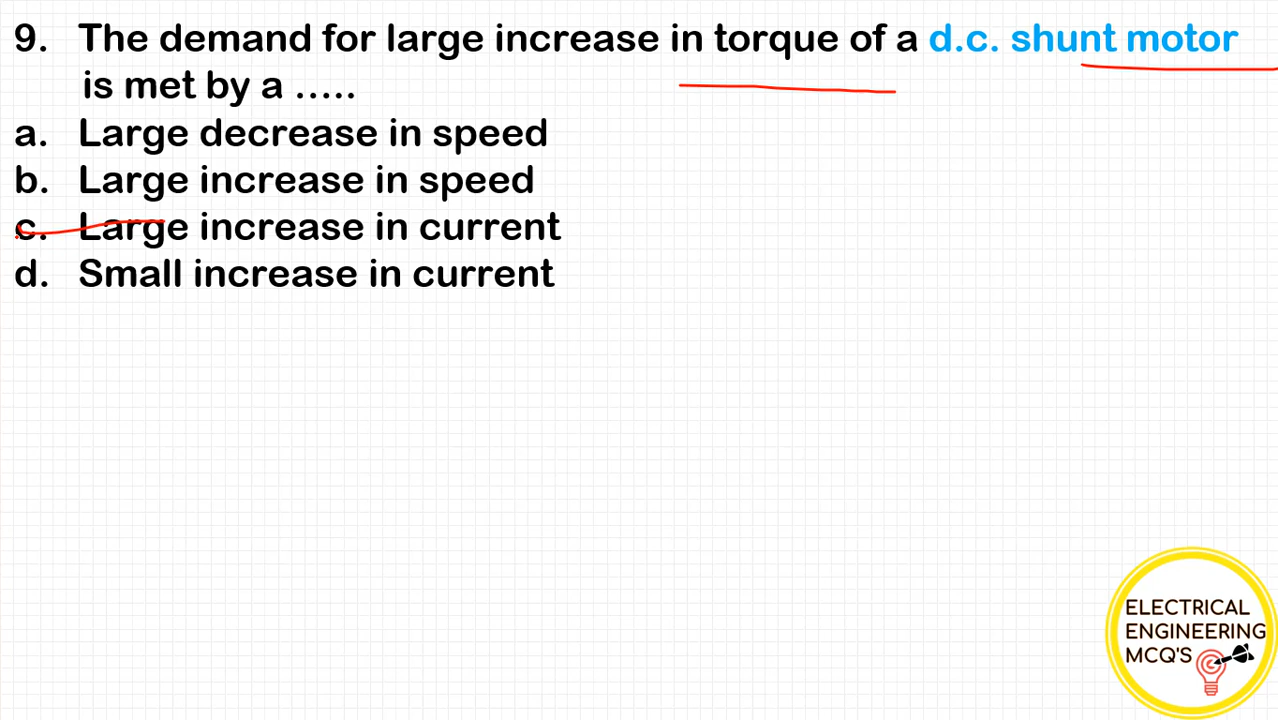 9. The demand for large increase in torque of a d.c. shunt motor
is met by a .....
a. Large decrease in speed
b. Large increase in speed
c. Large increase in current
d. Small increase in current
ELECTRICAL
ENGINEERING
MCQ'S